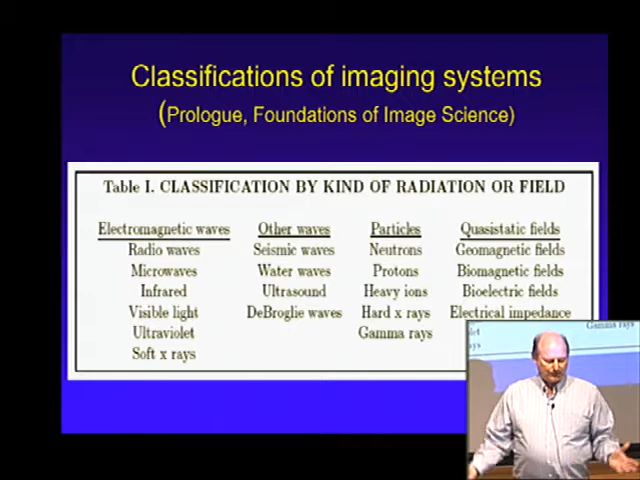 Classifications of imaging systems
(Prologue, Foundations of Image Science)
Table I. CLASSIFICATION BY KIND OF RADIATION OR FIELD
Electromagnetic waves Other waves Particles Quasistatic fields
Radio waves Seismic waves Neutrons Geomagnetic fields
Microwaves Water waves Protons Biomagnetic fields
Infrared Ultrasound Heavy ions Bioelectric fields
Visible light DeBroglie waves Hard x rays Electrical impedance
Ultraviolet Gamma rays
Soft x rays
Gamma rays